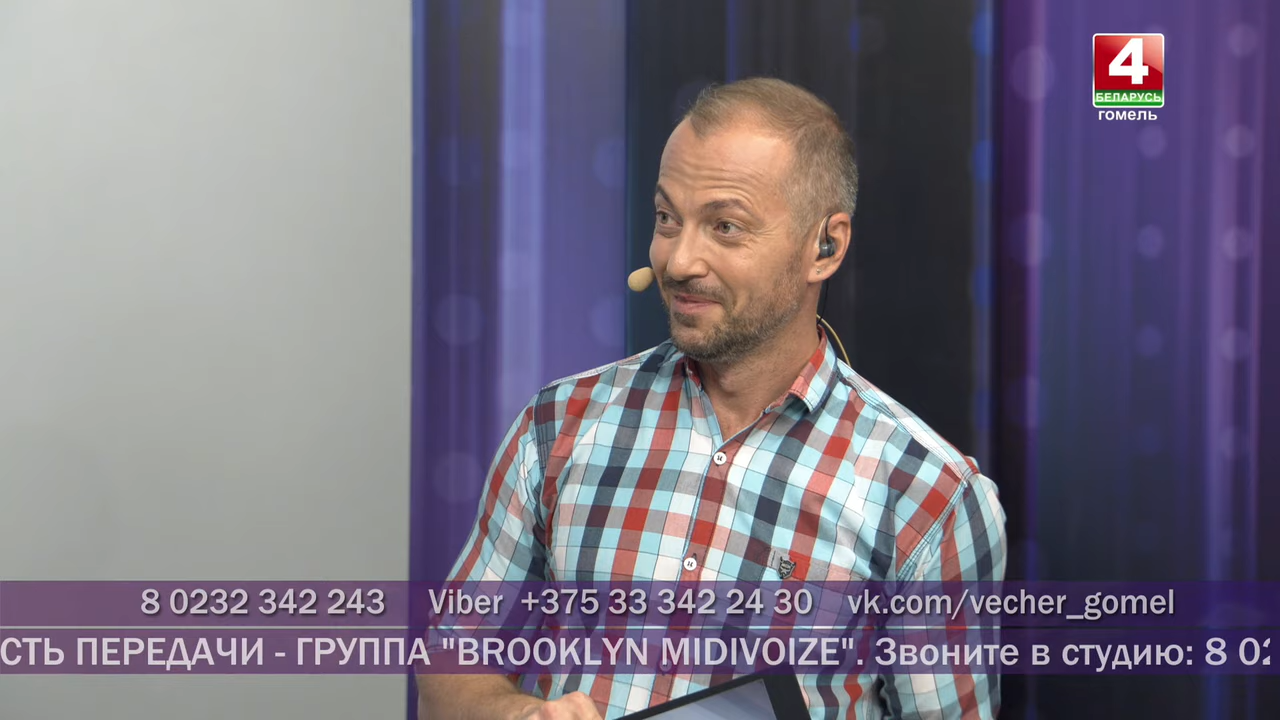 4
БЕЛАРУСЬ
гомель
8 0232 342 243 Viber +375 33 342 24 30 vk.com/vecher_gomel
СТЬ ПЕРЕДАЧИ - ГРУППА "BROOKLYN MIDIVOIZE". Звоните в студию: 8 02